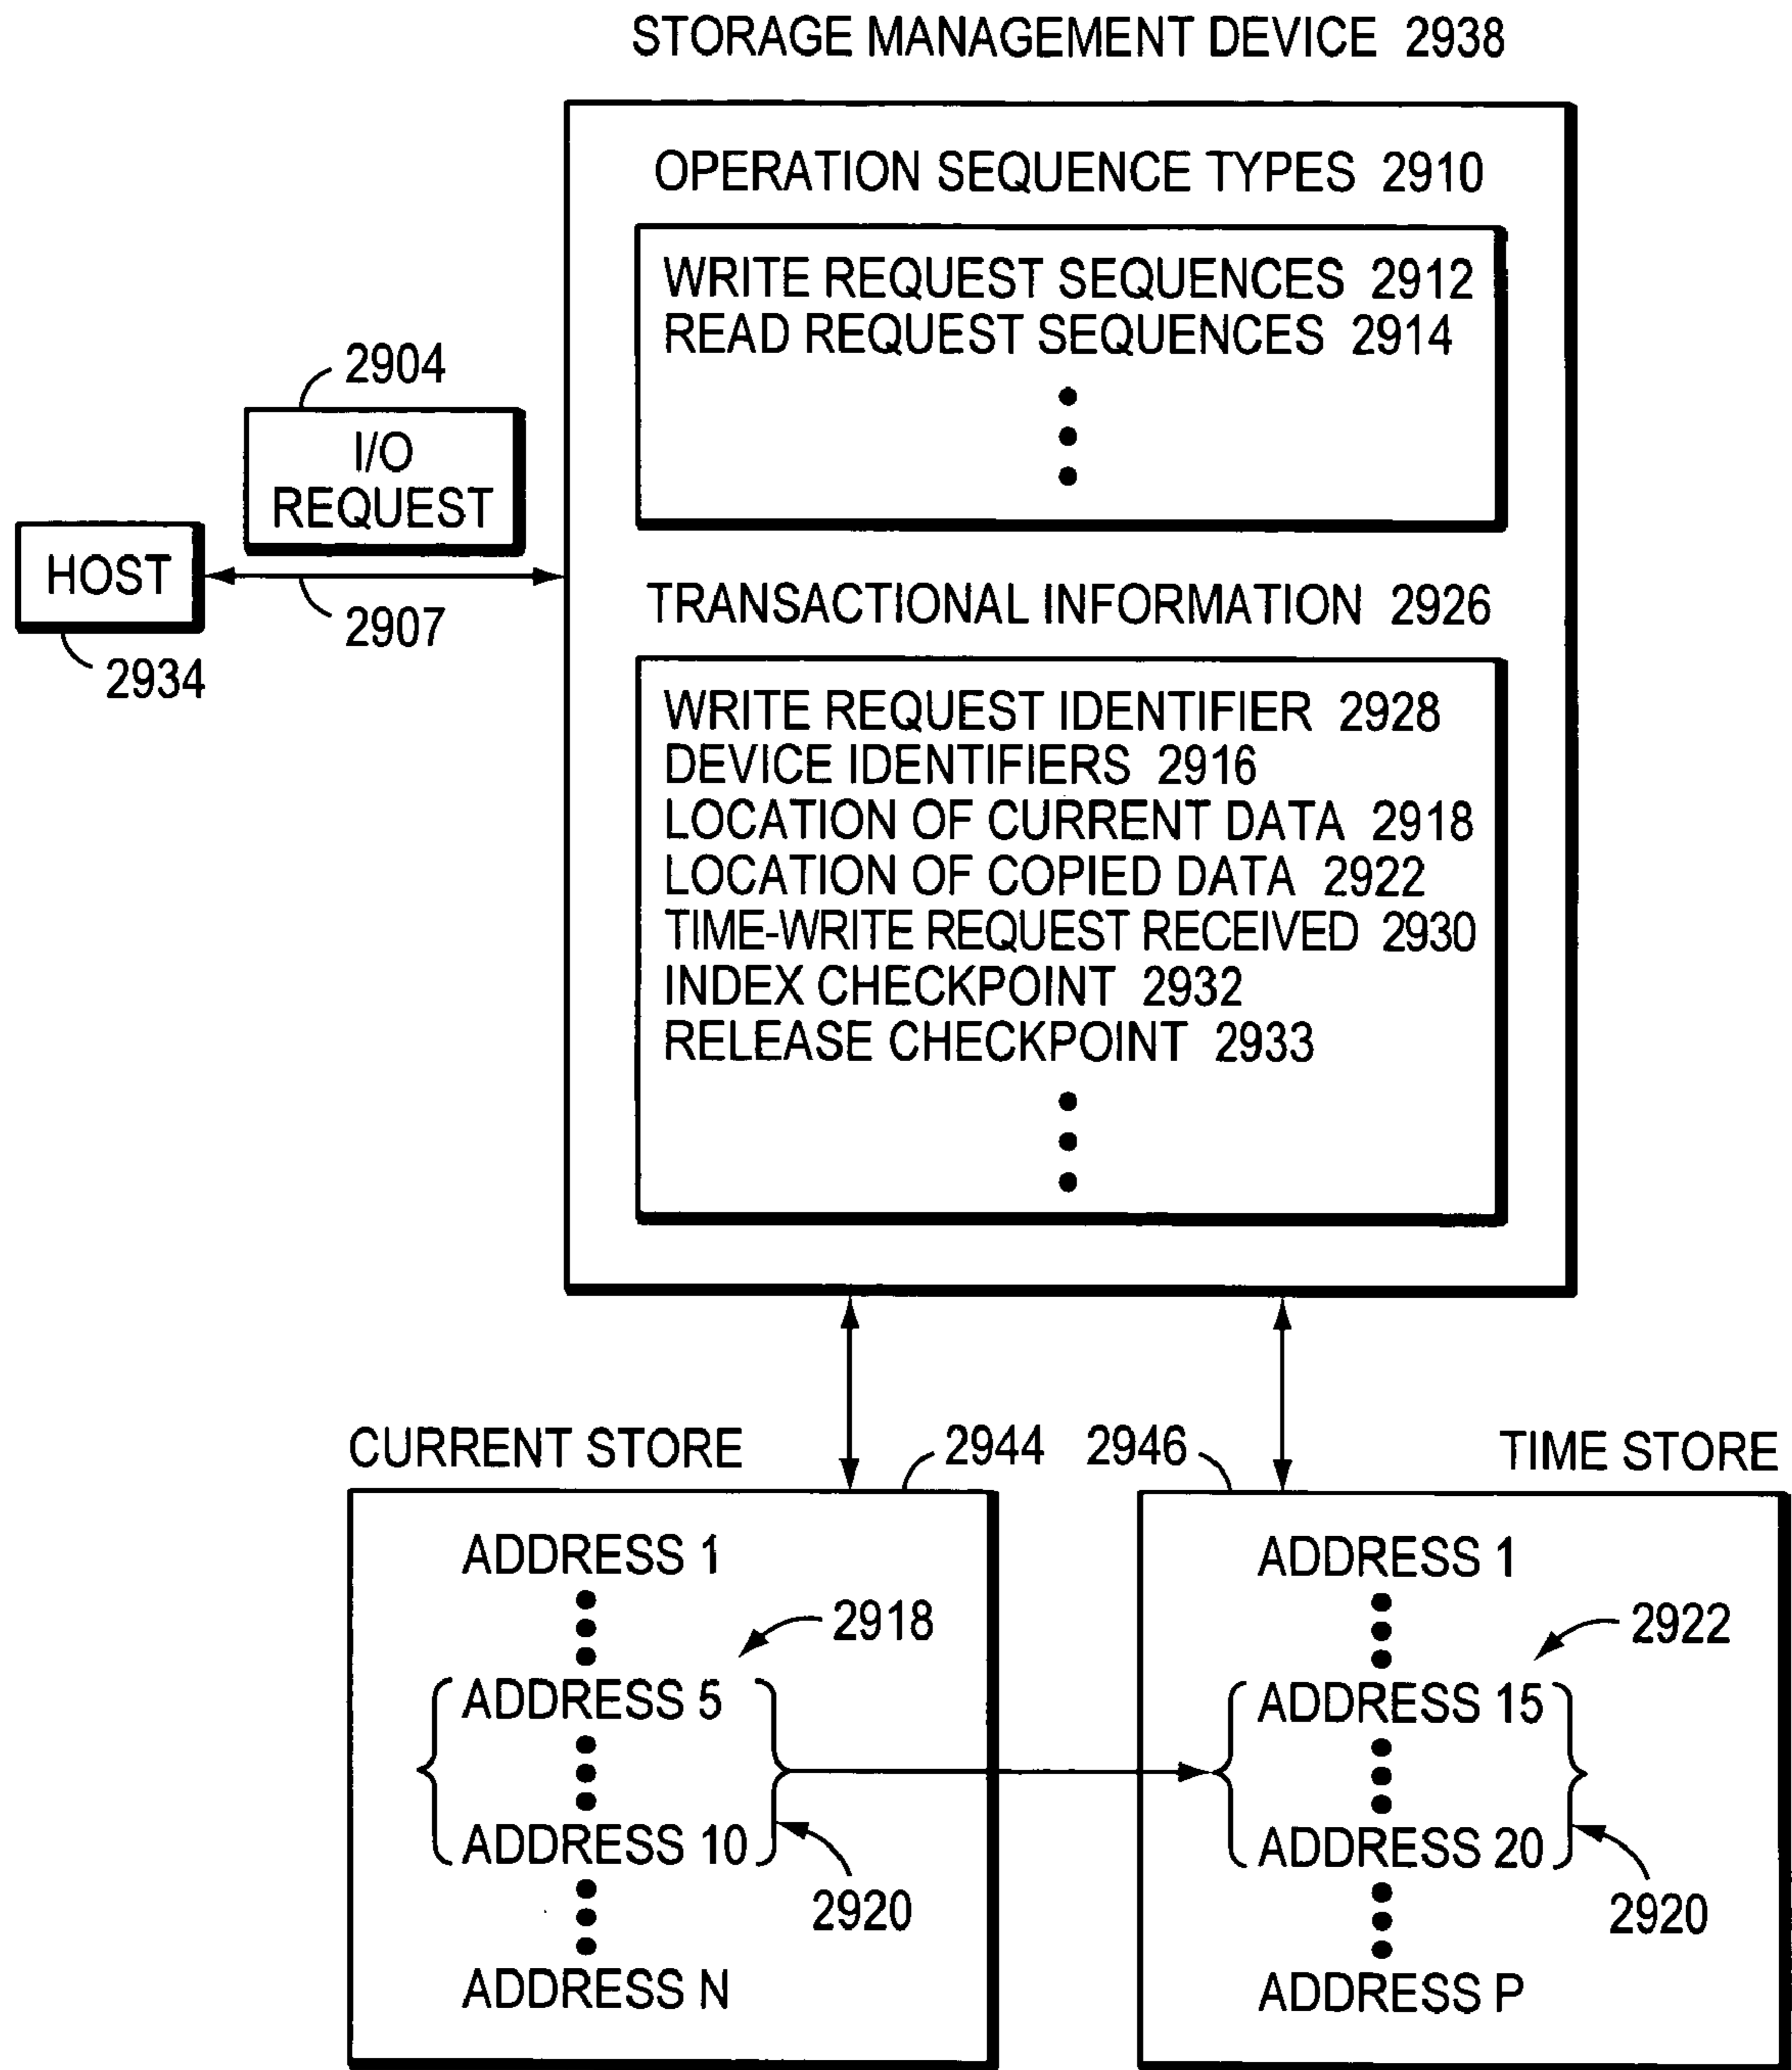 STORAGE MANAGEMENT DEVICE 2938
OPERATION SEQUENCE TYPES 2910
WRITE REQUEST SEQUENCES 2912
READ REQUEST SEQUENCES 2914
2904
I/O
REQUEST
HOST
2907
2934
TRANSACTIONAL INFORMATION 2926
WRITE REQUEST IDENTIFIER 2928
DEVICE IDENTIFIERS 2916
LOCATION OF CURRENT DATA 2918
LOCATION OF COPIED DATA 2922
TIME-WRITE REQUEST RECEIVED 2930
INDEX CHECKPOINT 2932
RELEASE CHECKPOINT 2933
CURRENT STORE
2944
ADDRESS 1
2918
ADDRESS 5
ADDRESS 10
2920
ADDRESS N
2946
TIME STORE
ADDRESS 1
2922
ADDRESS 15
ADDRESS 20
2920
ADDRESS P